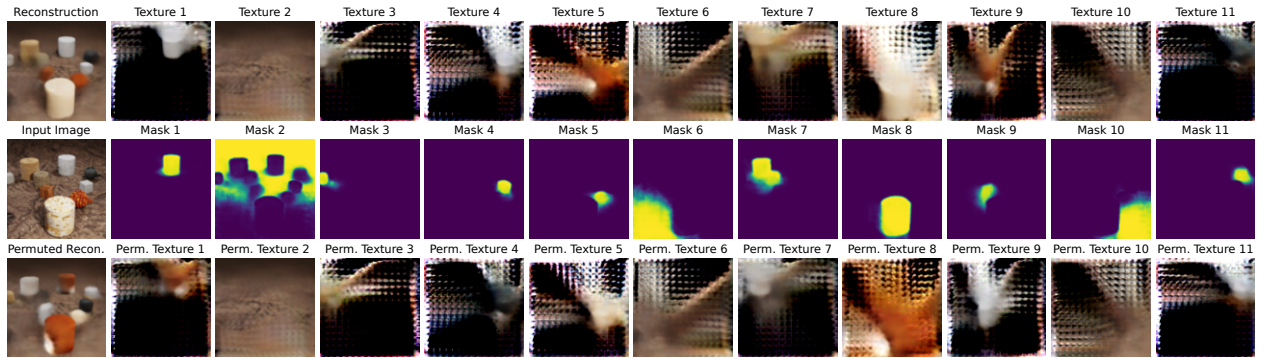 Reconstruction Texture 1 Texture 2 Texture 3 Texture 4 Texture 5 Texture 6 Texture 7 Texture 8 Texture 9 Texture 10 Texture 11
Input Image Mask 1 Mask 2 Mask 3 Mask 4 Mask 5 Mask 6 Mask 7 Mask 8 Mask 9 Mask 10 Mask 11
Permuted Recon. Perm. Texture 1 Perm. Texture 2 Perm. Texture 3 Perm. Texture 4 Perm. Texture 5 Perm. Texture 6 Perm. Texture 7 Perm. Texture 8 Perm. Texture 9 Perm. Texture 10 Perm. Texture 11